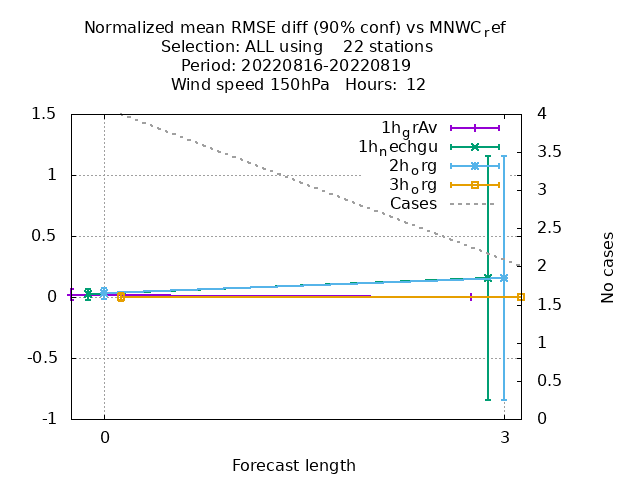 Normalized mean RMSE diff (90% conf) vs MNWC_ref
Selection: ALL using    22 stations
Period: 20220816-20220819
Wind speed 150hPa   Hours:  12
1.5
1
0.5
0
-0.5
-1
1h_grAv
1h_nechgu
2h_org
3h_org
Cases
4
3.5
3
2.5
2
1.5
1
0.5
0
No cases
0
3
Forecast length